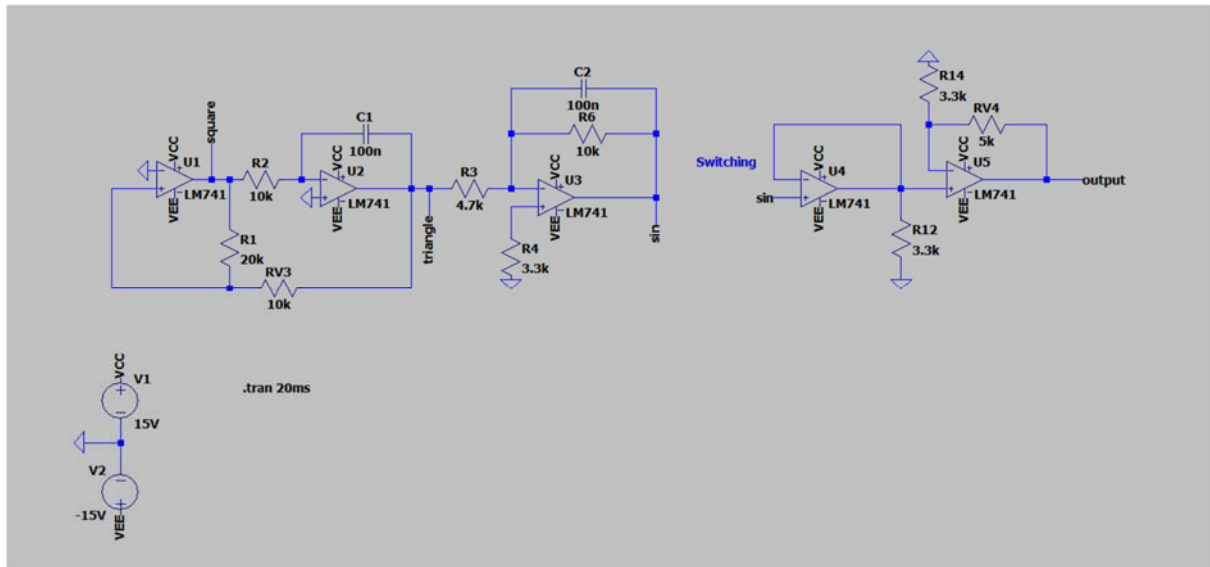 square
VCC
U1
LM741
VEE
R2
10k
R1
20k
RV3
10k
C1
100n
VCC
U2
LM741
VEE
triangle
R3
4.7k
C2
100n
R6
10k
VCC
U3
LM741
VEE
R4
3.3k
sin
Switching
sin
VCC
U4
LM741
VEE
R12
3.3k
R14
3.3k
RV4
5k
VCC
U5
LM741
VEE
output
VCC
V1
15V
V2
-15V
VEE
.tran 20ms